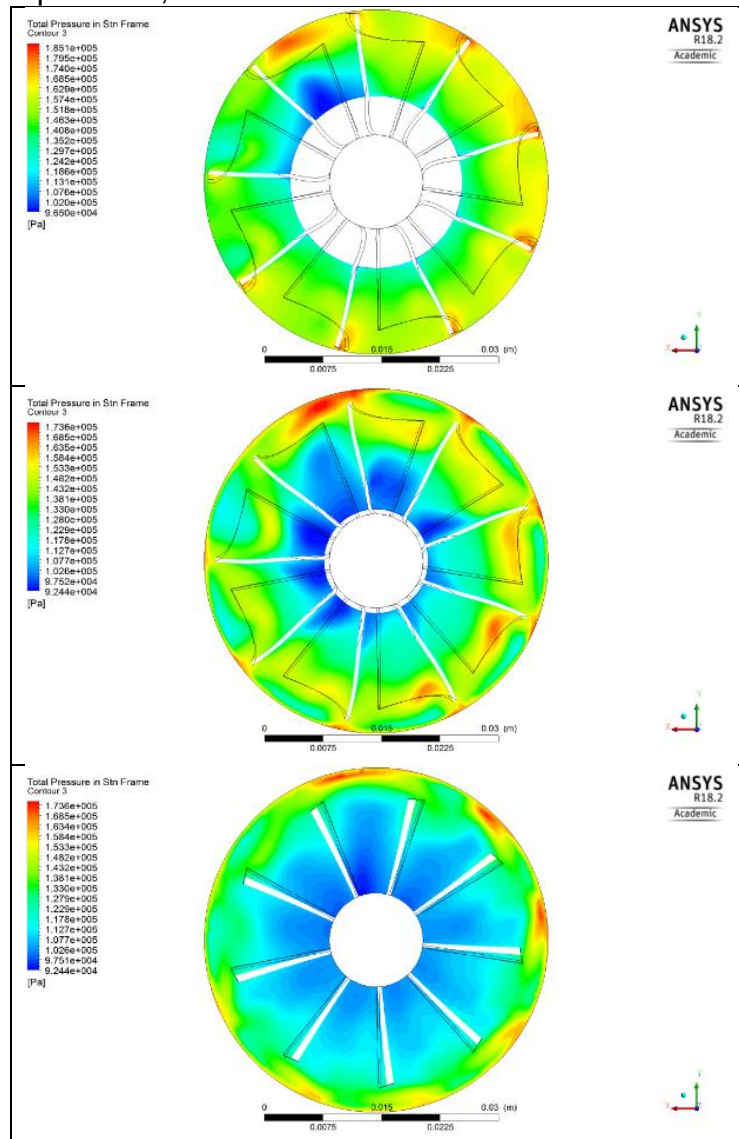 Total Pressure in Stn Frame
Contour 3
1.851e+005
1.795e+005
1.740e+005
1.685e+005
1.629e+005
1.574e+005
1.518e+005
1.463e+005
1.408e+005
1.352e+005
1.297e+005
1.242e+005
1.186e+005
1.131e+005
1.076e+005
1.020e+005
9.650e+004
[Pa]
ANSYS
R18.2
Academic
0 0.015 0.03 (m)
0.0075 0.0225
Y
X
Total Pressure in Stn Frame
Contour 3
1.736e+005
1.685e+005
1.635e+005
1.584e+005
1.533e+005
1.482e+005
1.432e+005
1.381e+005
1.330e+005
1.280e+005
1.229e+005
1.178e+005
1.127e+005
1.077e+005
1.026e+005
9.752e+004
9.244e+004
[Pa]
ANSYS
R18.2
Academic
0 0.015 0.03 (m)
0.0075 0.0225
Y
X
Total Pressure in Stn Frame
Contour 3
1.736e+005
1.685e+005
1.634e+005
1.584e+005
1.533e+005
1.482e+005
1.432e+005
1.381e+005
1.330e+005
1.279e+005
1.229e+005
1.178e+005
1.127e+005
1.077e+005
1.026e+005
9.751e+004
9.244e+004
[Pa]
ANSYS
R18.2
Academic
0 0.015 0.03 (m)
0.0075 0.0225
Y
X